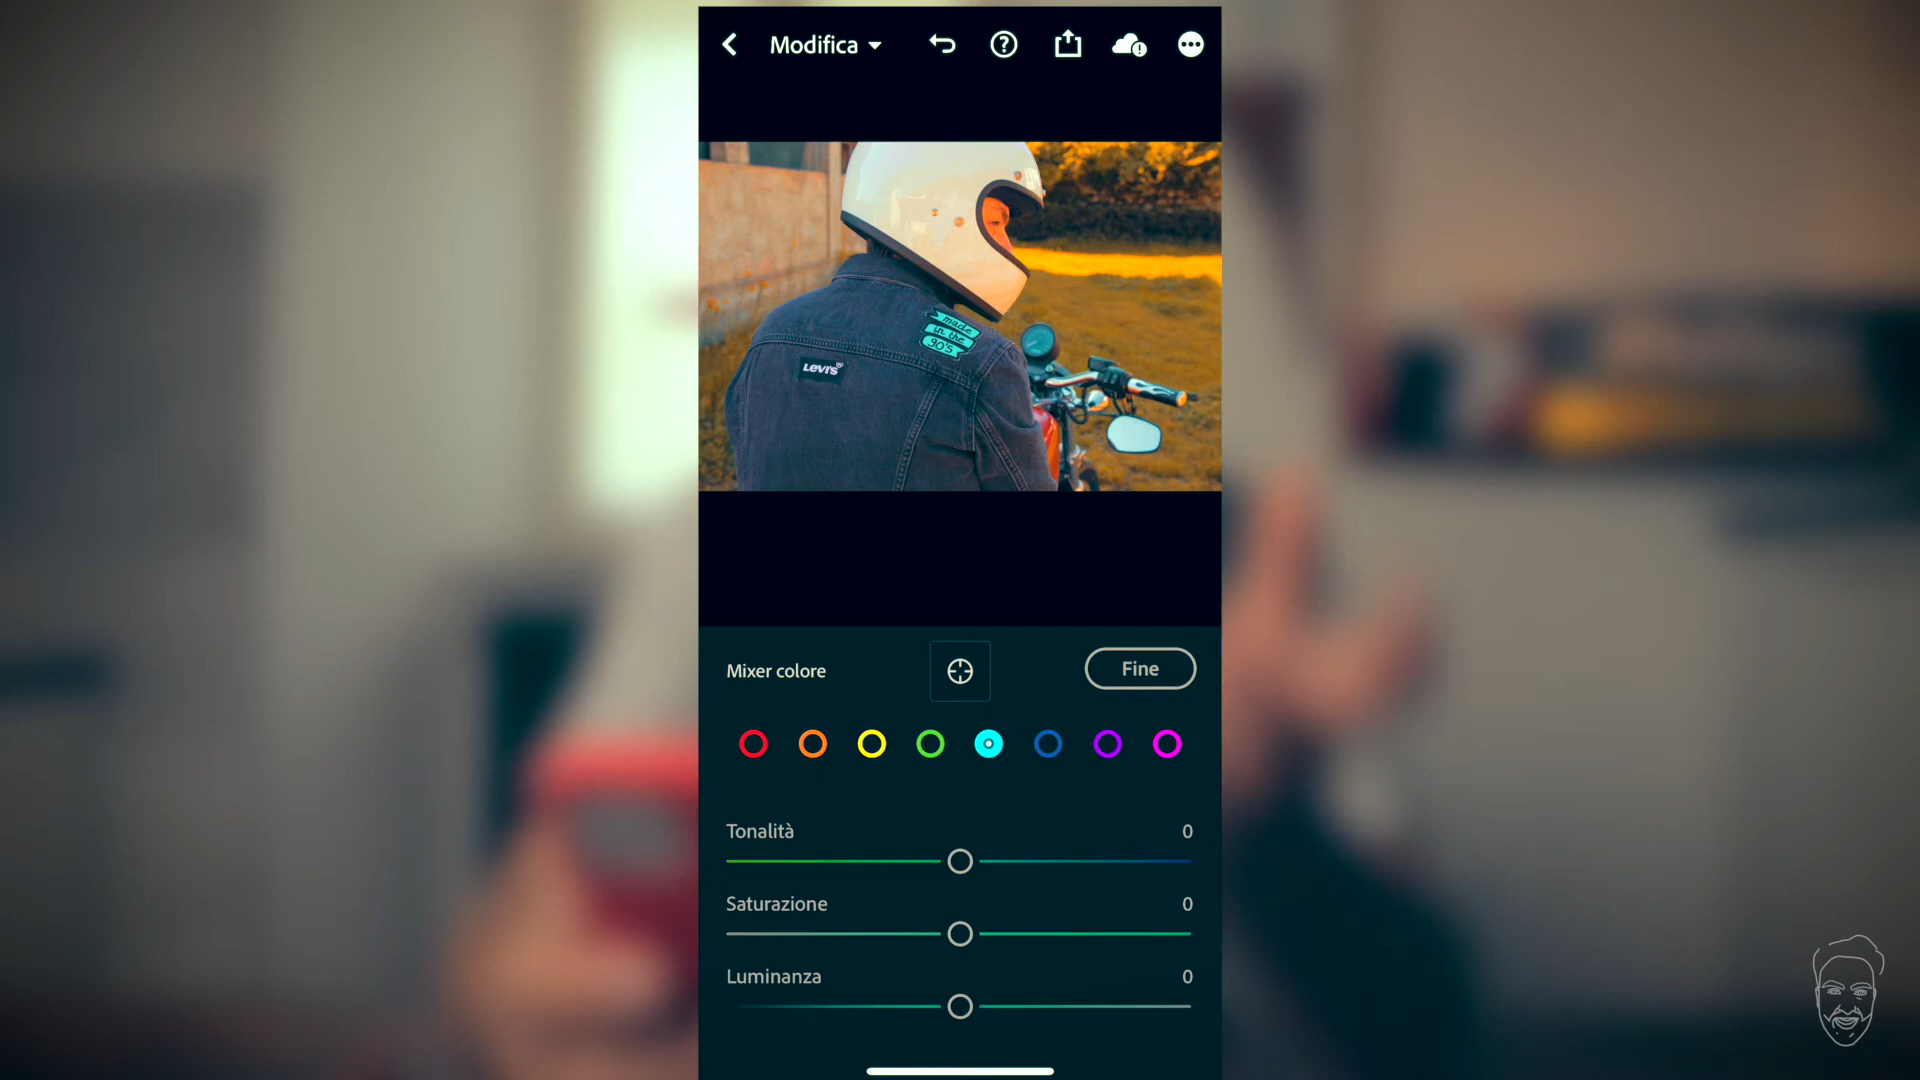 Modifica
made
in the
90's
Levi's®
Mixer colore
Fine
Tonalità 0
Saturazione 0
Luminanza 0